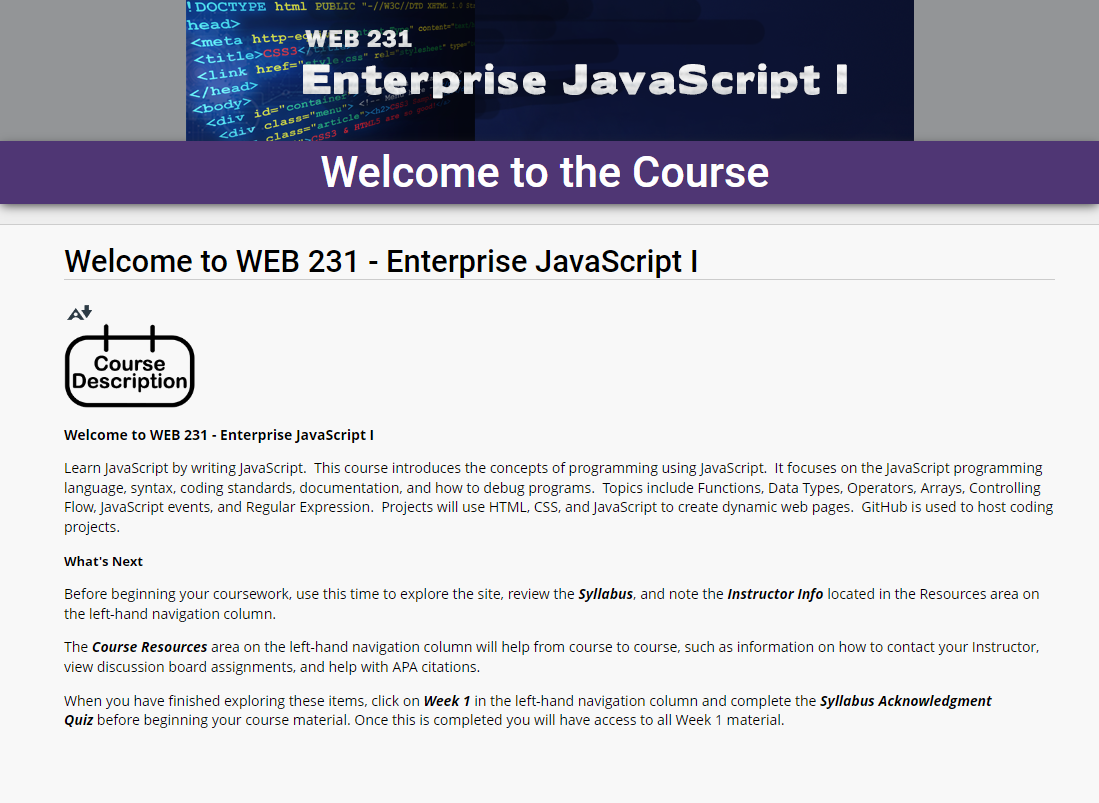 !DOCTYPE html PUBLIC "-//W3C//DTD XHTML 1.0 St
head>
<meta http-eq content="text
<title>CSS3</
<link href="style.css" rel="stylesheet" type="
</head>
<body>
<div id="container"
<div class="menu"> <!-- Menu
<div class="article"><h2>CSS3
class="
>CSS3 & HTML5 are so
WEB 231
Enterprise JavaScript I
Welcome to the Course
Welcome to WEB 231 - Enterprise JavaScript I
A
Course
Description
Welcome to WEB 231 - Enterprise JavaScript I
Learn JavaScript by writing JavaScript.  This course introduces the concepts of programming using JavaScript.  It focuses on the JavaScript programming
language, syntax, coding standards, documentation, and how to debug programs.  Topics include Functions, Data Types, Operators, Arrays, Controlling
Flow, JavaScript events, and Regular Expression.  Projects will use HTML, CSS, and JavaScript to create dynamic web pages.  GitHub is used to host coding
projects.
What's Next
Before beginning your coursework, use this time to explore the site, review the Syllabus, and note the Instructor Info located in the Resources area on
the left-hand navigation column.
The Course Resources area on the left-hand navigation column will help from course to course, such as information on how to contact your Instructor,
view discussion board assignments, and help with APA citations.
When you have finished exploring these items, click on Week 1 in the left-hand navigation column and complete the Syllabus Acknowledgment
Quiz before beginning your course material. Once this is completed you will have access to all Week 1 material.